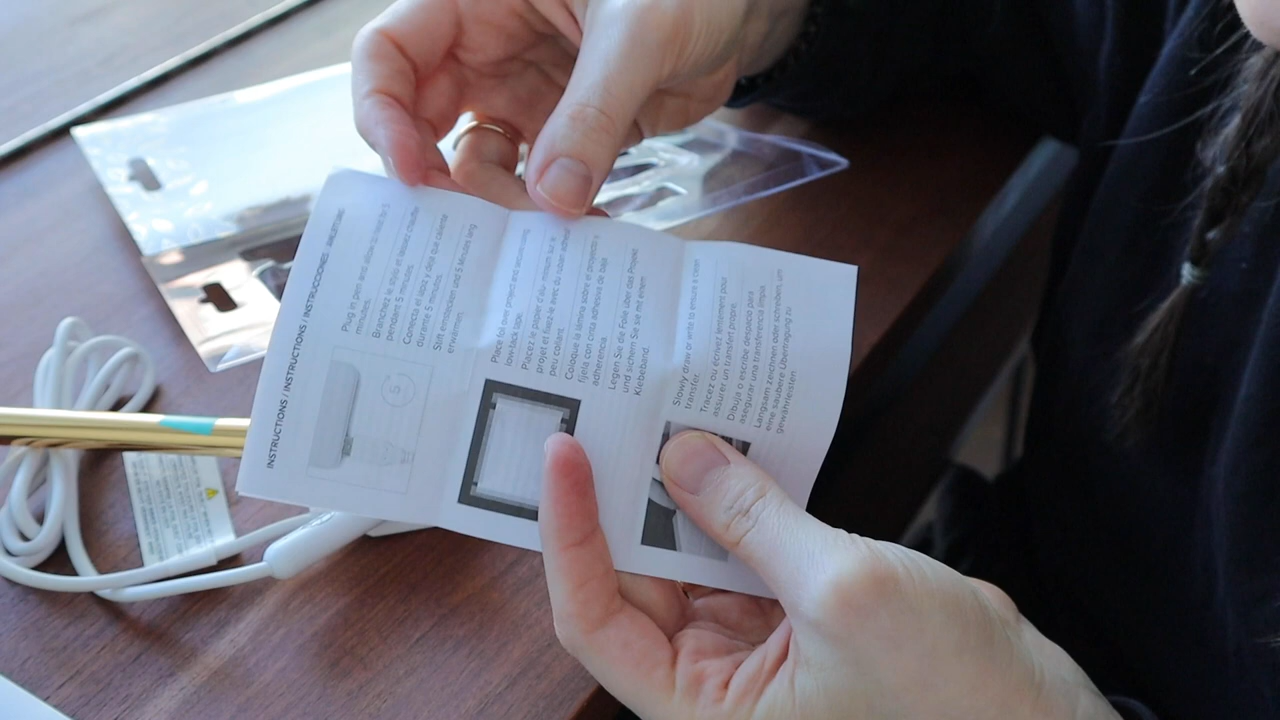 INSTRUCTIONS / INSTRUCTIONS / INSTRUCCIONES
Plug in pen and allow to heat for 5
minutes.
Branchez le stylo et laissez chauffer
pendant 5 minutes.
Conecta el lápiz y deja que caliente
durante 5 minutos.
Stift einstecken und 5 Minuten lang
erwärmen.
5
Place foil over project and secure using
low-tack tape.
Placez le papier d'aluminium sur le
projet et fixez-le avec du ruban adhésif
peu collant.
Coloque la lámina sobre el proyecto y
fíjela con cinta adhesiva de baja
adherencia.
Legen Sie die Folie über das Projekt
und sichern Sie sie mit einem
Klebeband.
Slowly draw or write to ensure a clean
transfer.
Tracez ou écrivez lentement pour
assurer un transfert propre.
Dibuja o escribe despacio para
asegurar una transferencia limpia.
Langsam zeichnen oder schreiben, um
eine saubere Übertragung zu
gewährleisten.